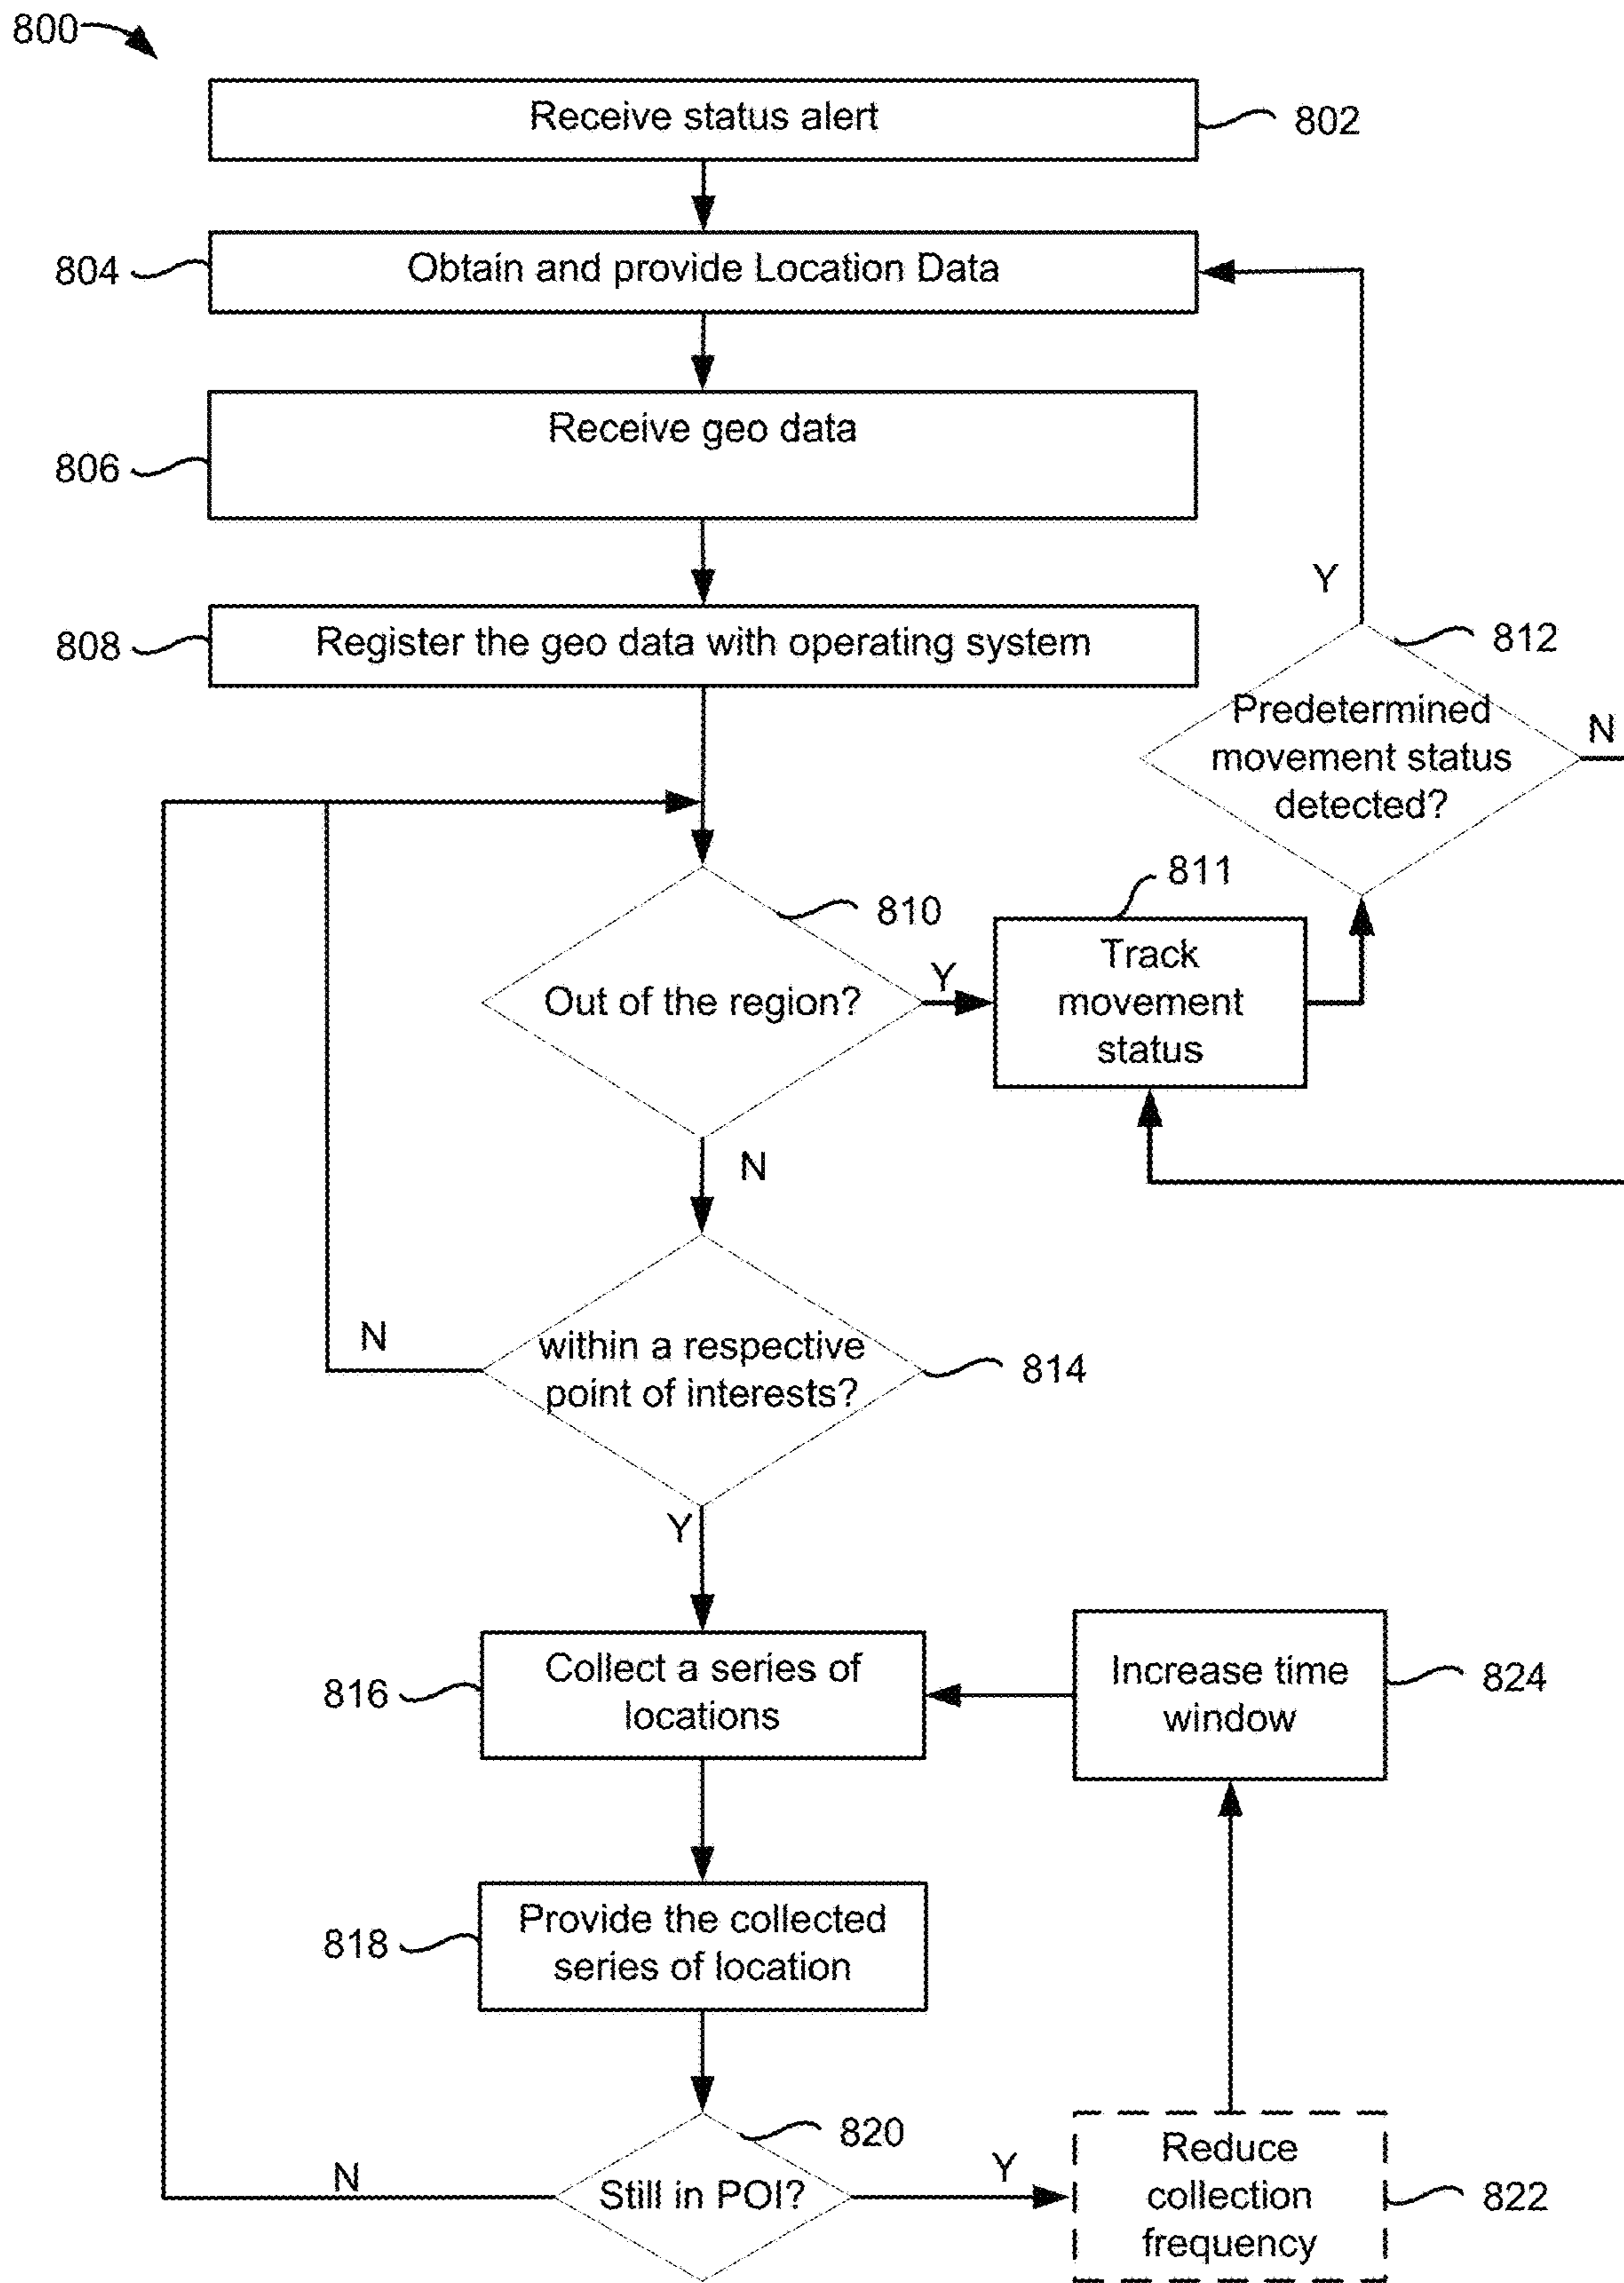 800
Receive status alert
802
804
Obtain and provide Location Data
Receive geo data
806
Y
808
Register the geo data with operating system
812
Predetermined
movement status
detected?
N
811
810
Track
movement
status
Y
Out of the region?
N
N
within a respective
point of interests?
814
Y
816
Collect a series of
locations
Increase time
window
824
818
Provide the collected
series of location
820
N
Still in POI?
Y
Reduce
collection
frequency
822